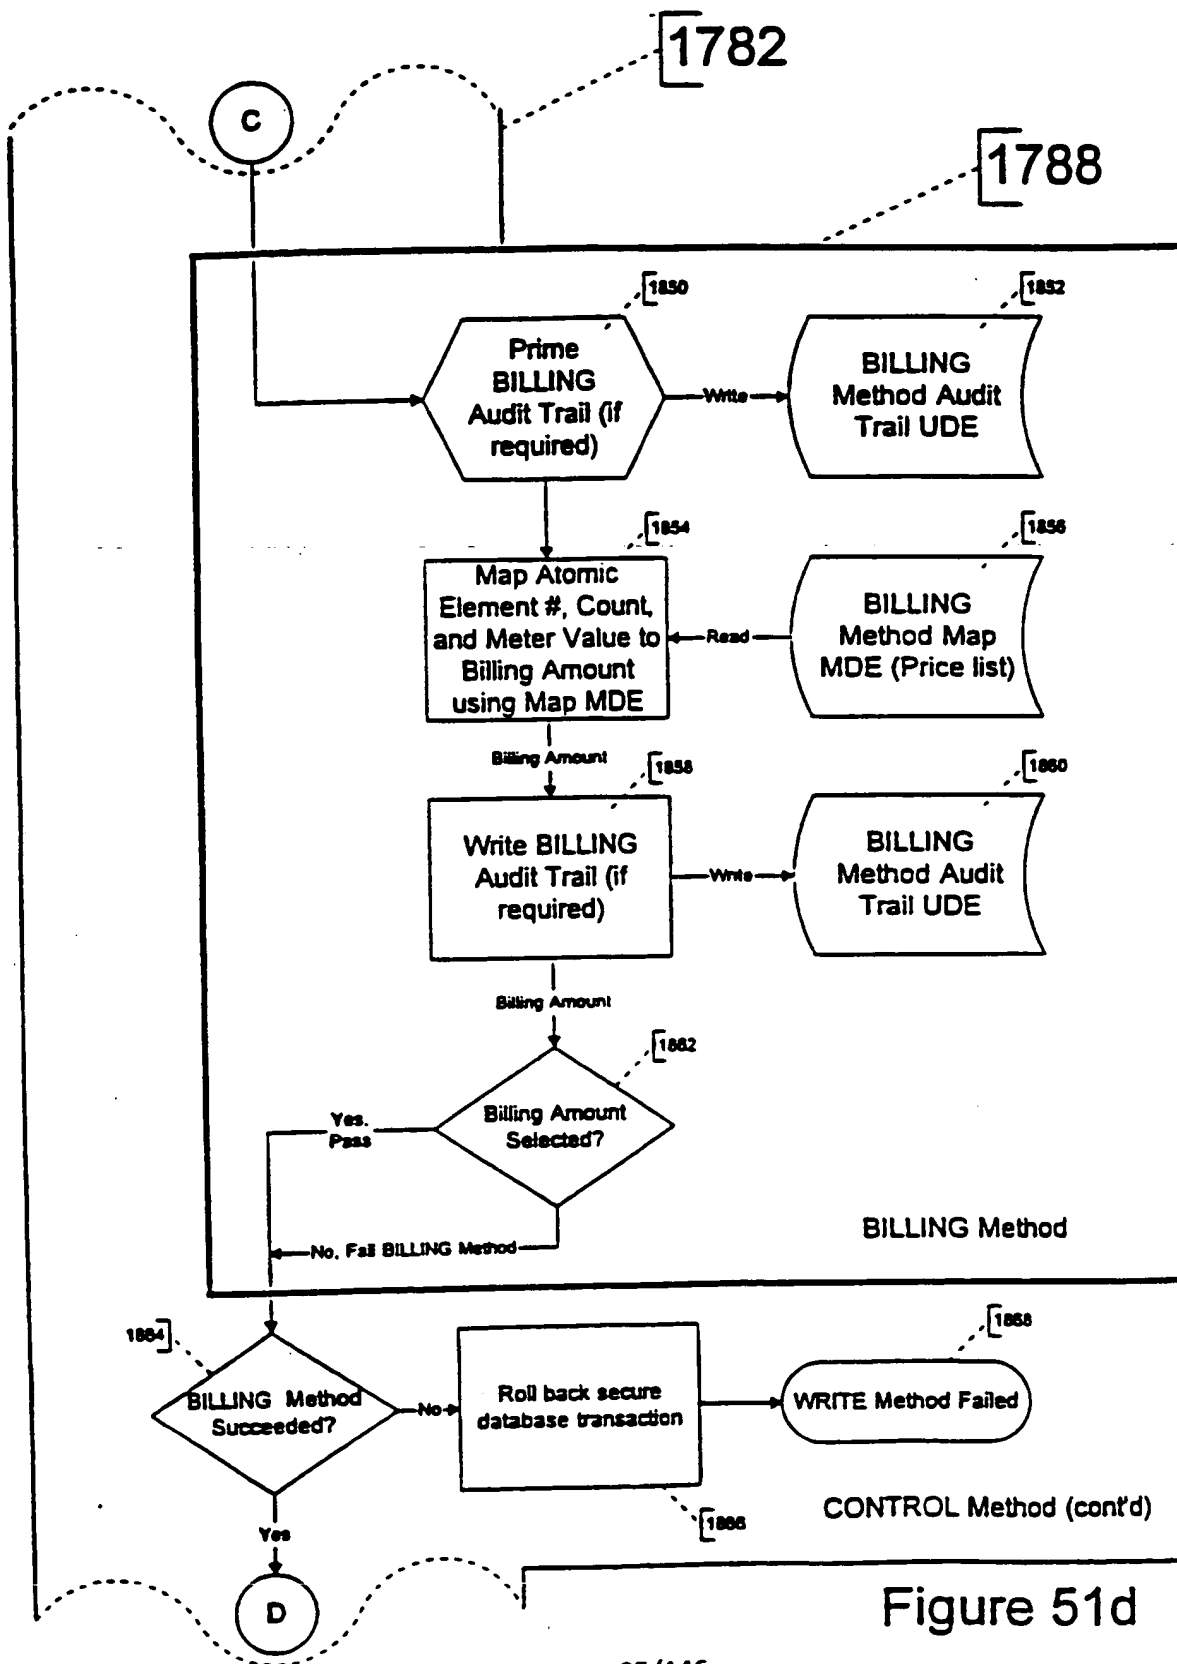 1782
C
1788
1850
1852
Prime
BILLING
Audit Trail (if
required)
Write
BILLING
Method Audit
Trail UDE
1854
1856
Map Atomic
Element #, Count,
and Meter Value to
Billing Amount
using Map MDE
Read
BILLING
Method Map
MDE (Price list)
Billing Amount
1858
1860
Write BILLING
Audit Trail (if
required)
Write
BILLING
Method Audit
Trail UDE
Billing Amount
1862
Billing Amount
Selected?
Yes,
Pass
No, Fail BILLING Method
BILLING Method
1864
1868
BILLING Method
Succeeded?
No
Roll back secure
database transaction
WRITE Method Failed
1866
CONTROL Method (cont'd)
Yes
D
Figure 51d